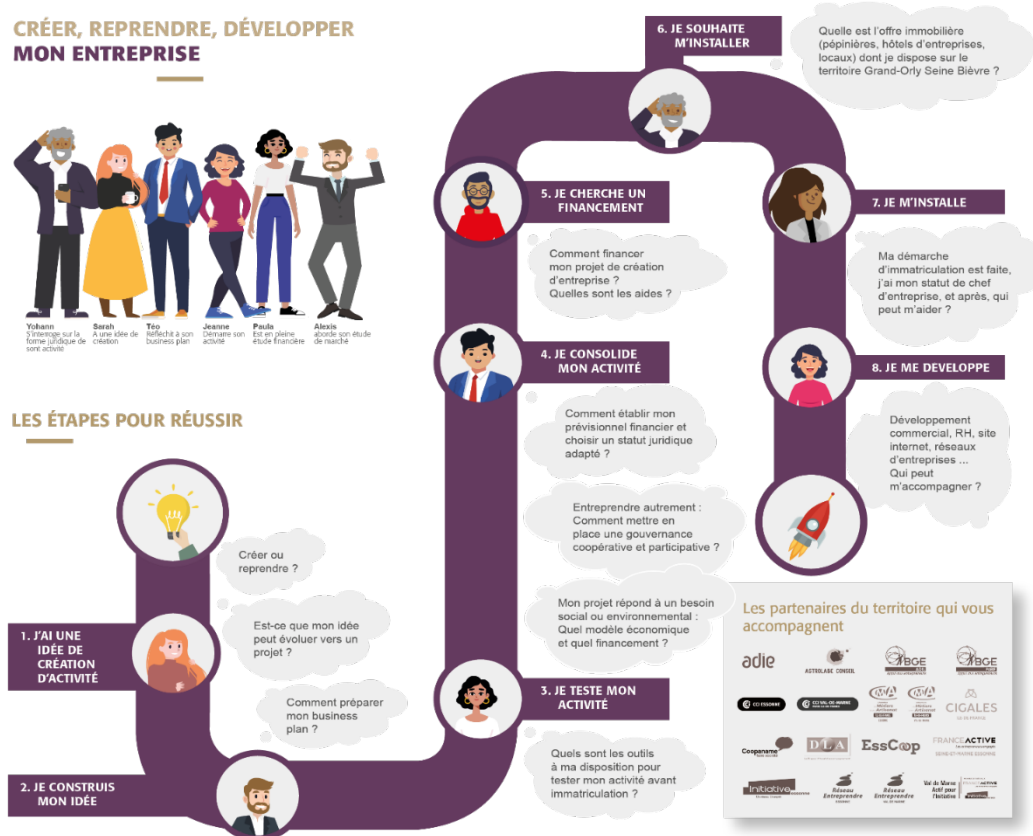 CRÉER, REPRENDRE, DÉVELOPPER
MON ENTREPRISE
Yohann
S'interroge sur la
forme juridique de
sont activité
Sarah
A une idée de
création
Téo
Réfléchit à son
business plan
Jeanne
Démarre son
activité
Paula
Est en pleine
étude financière
Alexis
aborde son étude
de marché
LES ÉTAPES POUR RÉUSSIR
Créer ou
reprendre ?
1. J'AI UNE
IDÉE DE
CRÉATION
D'ACTIVITÉ
Est-ce que mon idée
peut évoluer vers un
projet ?
Comment préparer
mon business
plan ?
2. JE CONSTRUIS
MON IDÉE
3. JE TESTE MON
ACTIVITÉ
Quels sont les outils
à ma disposition pour
tester mon activité avant
immatriculation ?
Mon projet répond à un besoin
social ou environnemental :
Quel modèle économique
et quel financement ?
Entreprendre autrement :
Comment mettre en
place une gouvernance
coopérative et participative ?
4. JE CONSOLIDE
MON ACTIVITÉ
Comment établir mon
prévisionnel financier et
choisir un statut juridique
adapté ?
5. JE CHERCHE UN
FINANCEMENT
Comment financer
mon projet de création
d'entreprise ?
Quelles sont les aides ?
6. JE SOUHAITE
M'INSTALLER
Quelle est l'offre immobilière
(pépinières, hôtels d'entreprises,
locaux) dont je dispose sur le
territoire Grand-Orly Seine Bièvre ?
7. JE M'INSTALLE
Ma démarche
d'immatriculation est faite,
j'ai mon statut de chef
d'entreprise, et après, qui
peut m'aider ?
8. JE ME DEVELOPPE
Développement
commercial, RH, site
internet, réseaux
d'entreprises ...
Qui peut
m'accompagner ?
Les partenaires du territoire qui vous
accompagnent
adie
ASTROLABE CONSEIL
BGE
BGE
CCI ESSONNE
CCI VAL-DE-MARNE
CMA
CMA
CIGALES
Coopaname
DLA
EssCoop
FRANCE ACTIVE
SEINE-ET-MARNE ESSONNE
Initiative
Réseau
Entreprendre
Réseau
Entreprendre
Val de Marne
Actif pour
l'Initiative